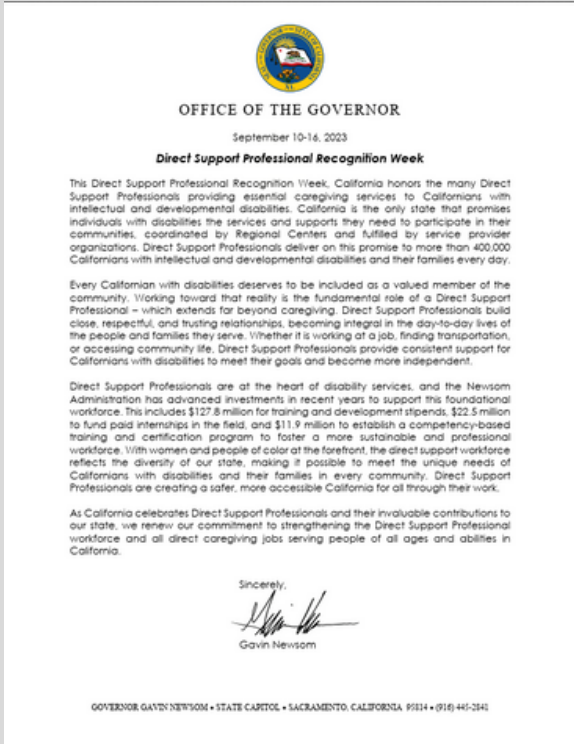 OFFICE OF THE GOVERNOR
September 10-16, 2023
Direct Support Professional Recognition Week
This Direct Support Professional Recognition Week, California honors the many Direct
Support Professionals providing essential caregiving services to Californians with
intellectual and developmental disabilities. California is the only state that promises
individuals with disabilities the services and supports they need to participate in their
communities, coordinated by Regional Centers and fulfilled by service provider
organizations. Direct Support Professionals deliver on this promise to more than 400,000
Californians with intellectual and developmental disabilities and their families every day.
Every Californian with disabilities deserves to be included as a valued member of the
community. Working toward that reality is the fundamental role of a Direct Support
Professional – which extends far beyond caregiving. Direct Support Professionals build
close, respectful, and trusting relationships, becoming integral in the day-to-day lives of
the people and families they serve. Whether it is working at a job, finding transportation,
or accessing community life, Direct Support Professionals provide consistent support for
Californians with disabilities to meet their goals and become more independent.
Direct Support Professionals are at the heart of disability services, and the Newsom
Administration has advanced investments in recent years to support this foundational
workforce. This includes $127.8 million for training and development stipends, $22.5 million
to fund paid internships in the field, and $11.9 million to establish a competency-based
training and certification program to foster a more sustainable and professional
workforce. With women and people of color at the forefront, the direct support workforce
reflects the diversity of our state, making it possible to meet the unique needs of
Californians with disabilities and their families in every community. Direct Support
Professionals are creating a safer, more accessible California for all through their work.
As California celebrates Direct Support Professionals and their invaluable contributions to
our state, we renew our commitment to strengthening the Direct Support Professional
workforce and all direct caregiving jobs serving people of all ages and abilities in
California.
Sincerely,
Gavin Newsom
GOVERNOR GAVIN NEWSOM • STATE CAPITOL • SACRAMENTO, CALIFORNIA 95814 • (916) 445-2841